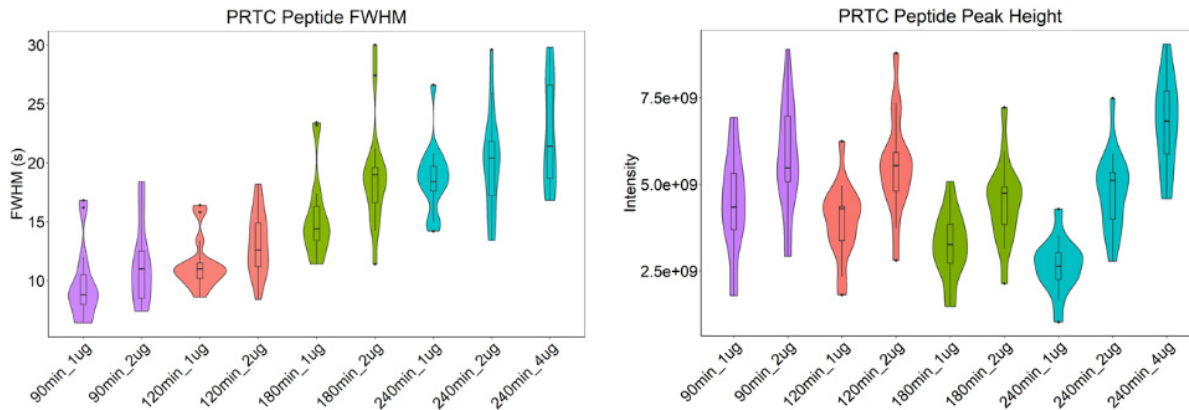 PRTC Peptide FWHM
FWHM (s)
30
25
20
15
10
90min_1ug
90min_2ug
120min_1ug
120min_2ug
180min_1ug
180min_2ug
240min_1ug
240min_2ug
240min_4ug
PRTC Peptide Peak Height
Intensity
7.5e+09
5.0e+09
2.5e+09
90min_1ug
90min_2ug
120min_1ug
120min_2ug
180min_1ug
180min_2ug
240min_1ug
240min_2ug
240min_4ug